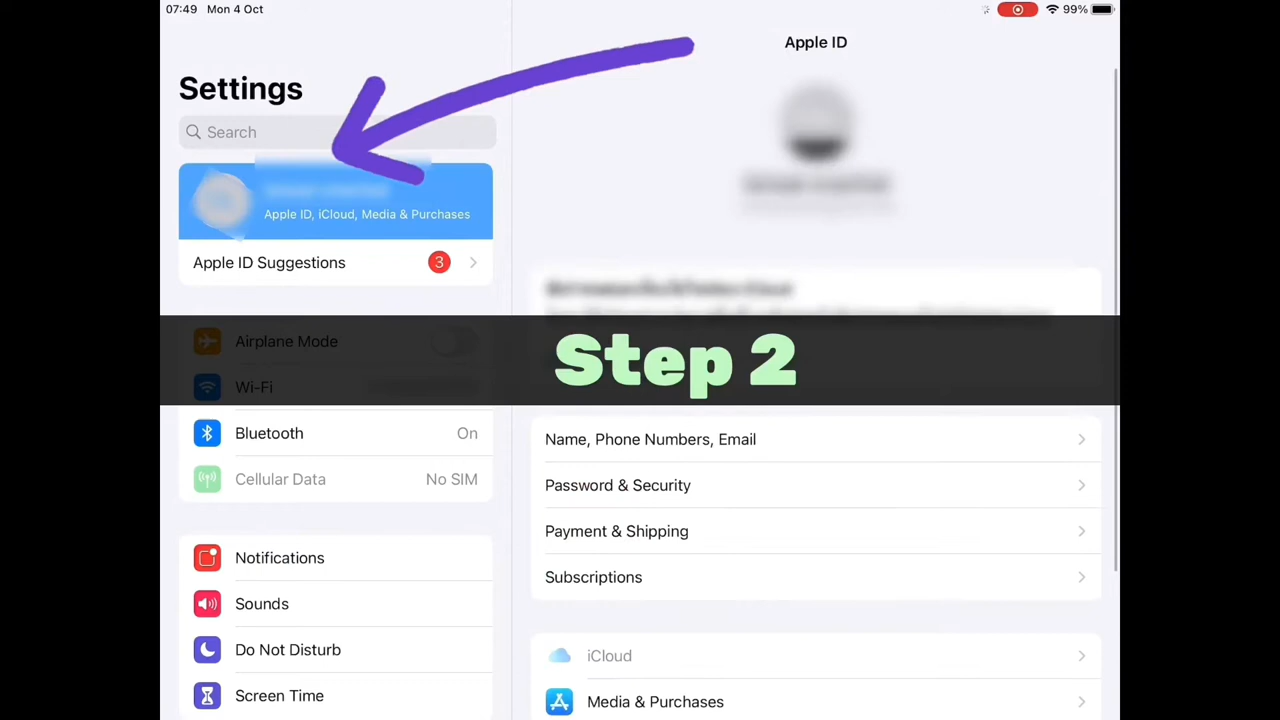 07:49 Mon 4 Oct
99%
Settings
Search
Apple ID, iCloud, Media & Purchases
Apple ID Suggestions
3
Airplane Mode
Wi-Fi
Bluetooth
On
Cellular Data
No SIM
Notifications
Sounds
Do Not Disturb
Screen Time
Apple ID
Step 2
Name, Phone Numbers, Email
Password & Security
Payment & Shipping
Subscriptions
iCloud
Media & Purchases